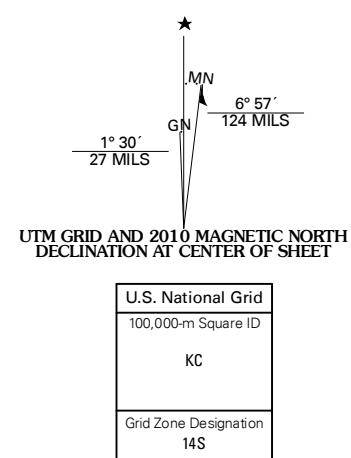 MN
GN
6° 57´
124 MILS
1° 30´
27 MILS
UTM GRID AND 2010 MAGNETIC NORTH
DECLINATION AT CENTER OF SHEET
U.S. National Grid
100,000-m Square ID
KC
Grid Zone Designation
14S